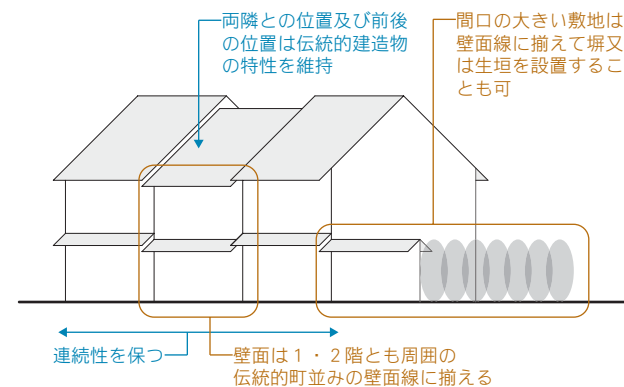 両隣との位置及び前後
の位置は伝統的建造物
の特性を維持
間口の大きい敷地は
壁面線に揃えて塀又
は生垣を設置するこ
とも可
連続性を保つ
壁面は１・２階とも周囲の
伝統的町並みの壁面線に揃える